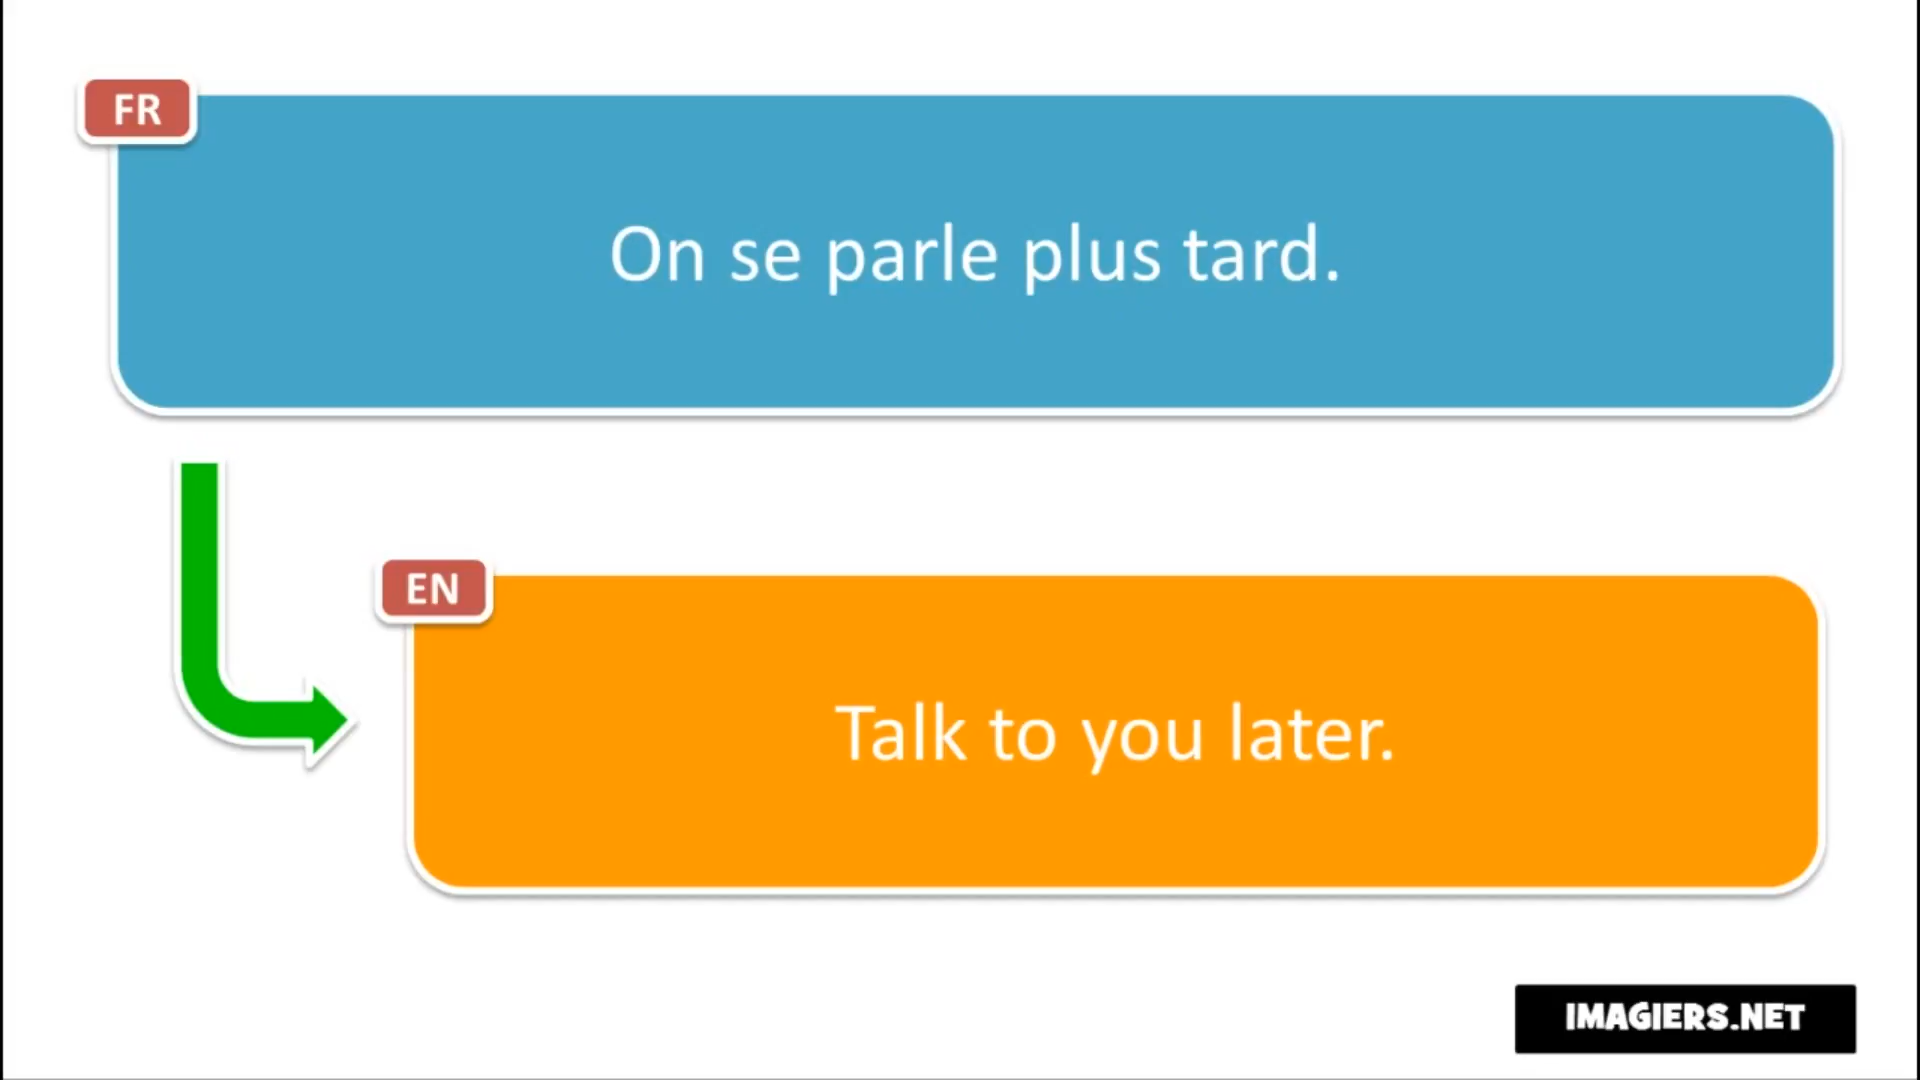 FR
On se parle plus tard.
EN
Talk to you later.
IMAGIERS.NET